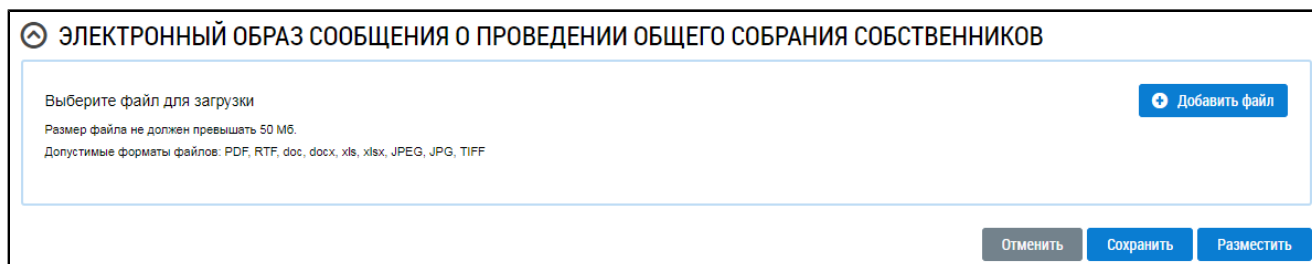 ЭЛЕКТРОННЫЙ ОБРАЗ СООБЩЕНИЯ О ПРОВЕДЕНИИ ОБЩЕГО СОБРАНИЯ СОБСТВЕННИКОВ
Выберите файл для загрузки
Добавить файл
Размер файла не должен превышать 50 Мб.
Допустимые форматы файлов: PDF, RTF, doc, docx, xls, xlsx, JPEG, JPG, TIFF
Отменить
Сохранить
Разместить